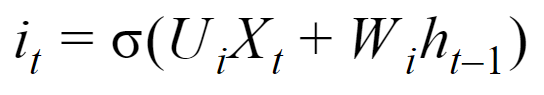 i_t = σ(U_i X_t + W_i h_{t–1})